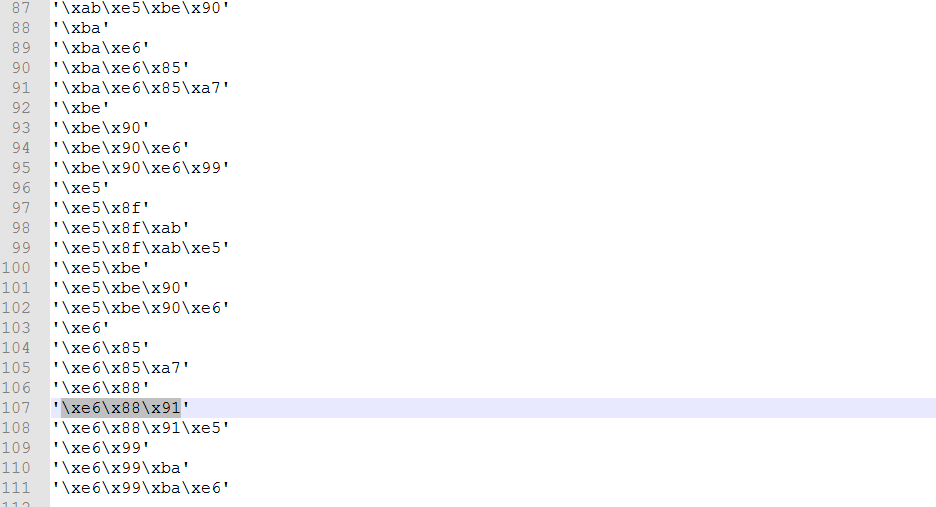 87 '\xab\xe5\xbe\x90'
88 '\xba'
89 '\xba\xe6'
90 '\xba\xe6\x85'
91 '\xba\xe6\x85\xa7'
92 '\xbe'
93 '\xbe\x90'
94 '\xbe\x90\xe6'
95 '\xbe\x90\xe6\x99'
96 '\xe5'
97 '\xe5\x8f'
98 '\xe5\x8f\xab'
99 '\xe5\x8f\xab\xe5'
100 '\xe5\xbe'
101 '\xe5\xbe\x90'
102 '\xe5\xbe\x90\xe6'
103 '\xe6'
104 '\xe6\x85'
105 '\xe6\x85\xa7'
106 '\xe6\x88'
107 '\xe6\x88\x91'
108 '\xe6\x88\x91\xe5'
109 '\xe6\x99'
110 '\xe6\x99\xba'
111 '\xe6\x99\xba\xe6'